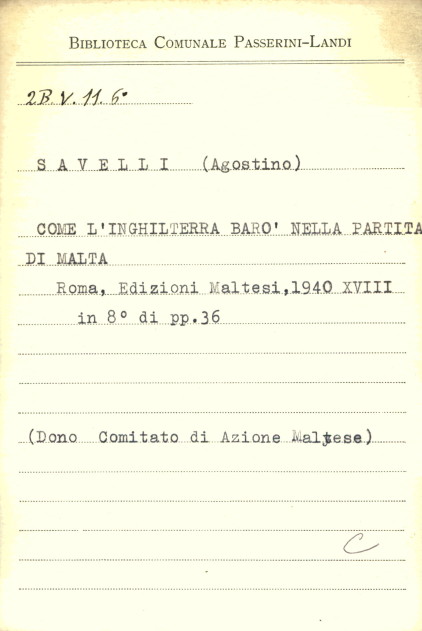 BIBLIOTECA COMUNALE PASSERINI-LANDI
2B.V.11.6°
S A V E L L I (Agostino)
COME L'INGHILTERRA BARO' NELLA PARTITA
DI MALTA
Roma, Edizioni Maltesi,1940 XVIII
in 8° di pp.36
(Dono Comitato di Azione Maltese)
C